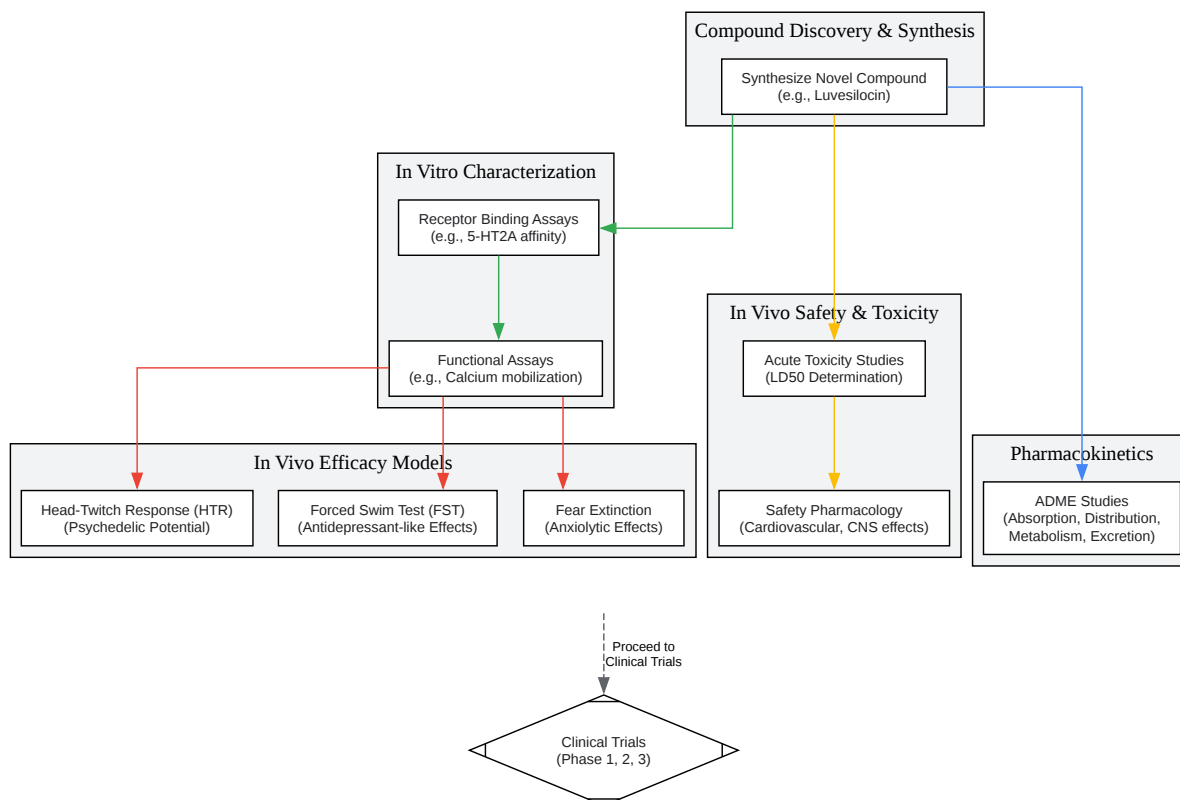 Compound Discovery & Synthesis
Synthesize Novel Compound
(e.g., Luvesilocin)
In Vitro Characterization
Receptor Binding Assays
(e.g., 5-HT2A affinity)
Functional Assays
(e.g., Calcium mobilization)
In Vivo Safety & Toxicity
Acute Toxicity Studies
(LD50 Determination)
Safety Pharmacology
(Cardiovascular, CNS effects)
Pharmacokinetics
ADME Studies
(Absorption, Distribution,
Metabolism, Excretion)
In Vivo Efficacy Models
Head-Twitch Response (HTR)
(Psychedelic Potential)
Forced Swim Test (FST)
(Antidepressant-like Effects)
Fear Extinction
(Anxiolytic Effects)
Proceed to
Clinical Trials
Clinical Trials
(Phase 1, 2, 3)